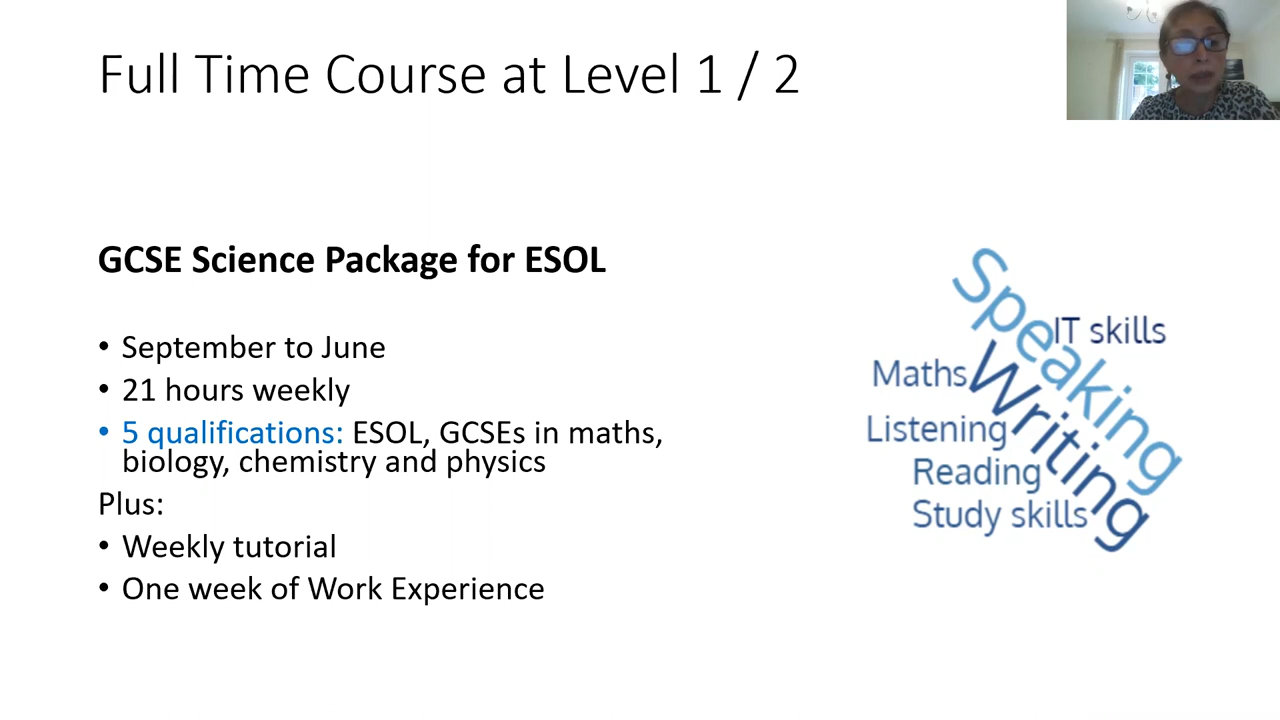 Full Time Course at Level 1 / 2
GCSE Science Package for ESOL
• September to June
• 21 hours weekly
• 5 qualifications: ESOL, GCSEs in maths,
biology, chemistry and physics
Plus:
• Weekly tutorial
• One week of Work Experience
Speaking
IT skills
Maths
Writing
Listening
Reading
Study skills